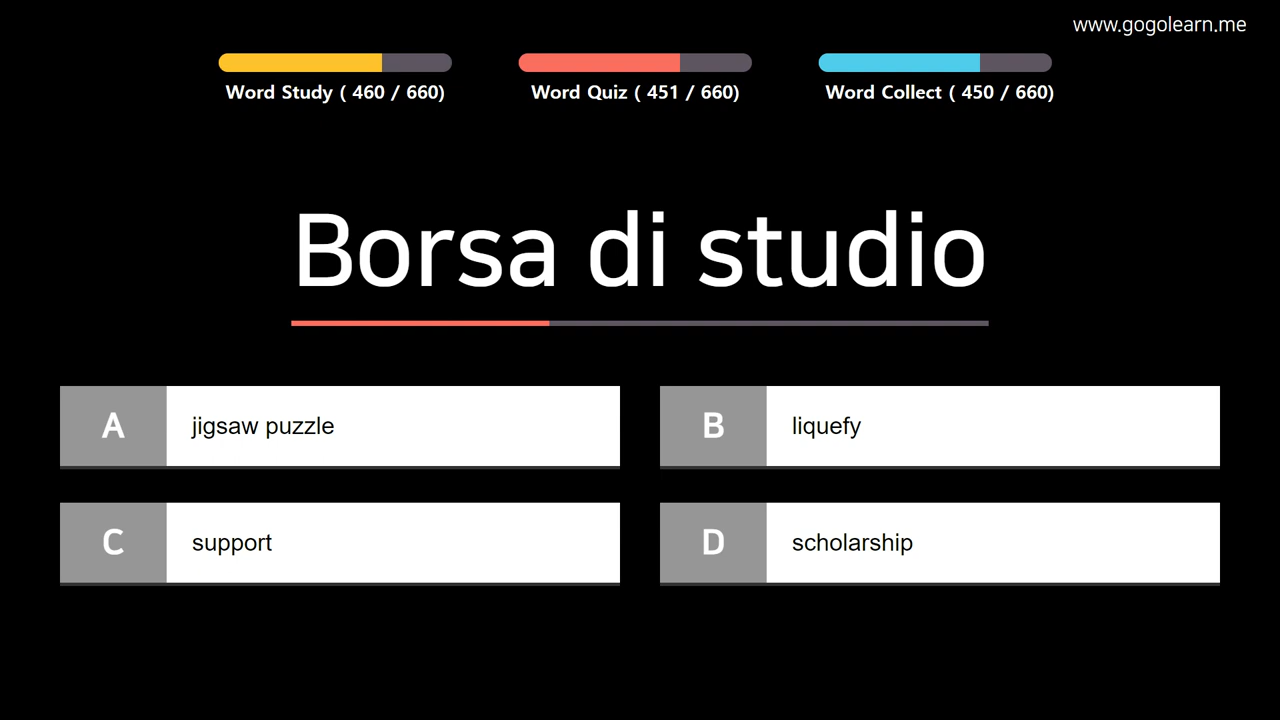 www.gogolearn.me
Word Study ( 460 / 660)
Word Quiz ( 451 / 660)
Word Collect ( 450 / 660)
Borsa di studio
A
jigsaw puzzle
B
liquefy
C
support
D
scholarship